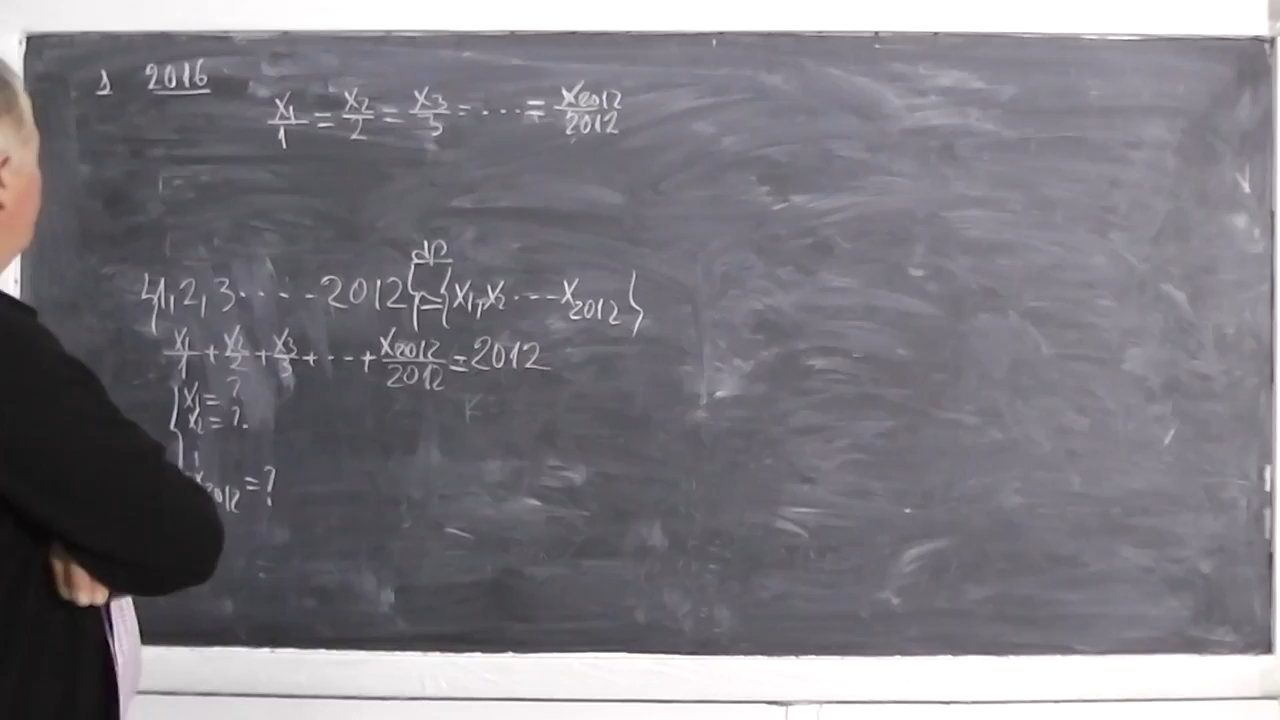 1 2016
x₁/1 = x₂/2 = x₃/3 = ... = x₂₀₁₂/2012
dp
{1, 2, 3 ..... 2012} = {x₁, x₂ ... x₂₀₁₂}
x₁/1 + x₂/2 + x₃/3 + ... + x₂₀₁₂/2012 = 2012
x₁ = ?
x₂ = ?
⋮
x₂₀₁₂ = ?